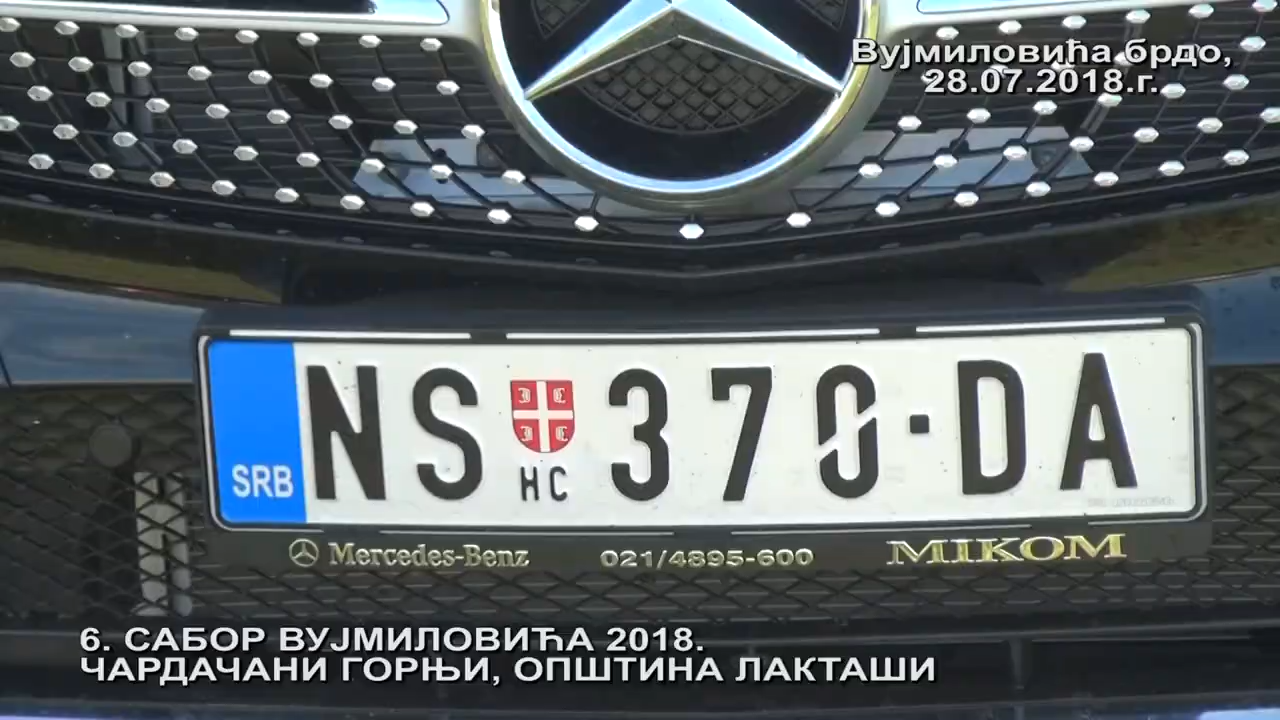 Вујмиловића брдо,
28.07.2018.г.
SRB NS НС 370-DA
Mercedes-Benz 021/4895-600 MIKOM
6. САБОР ВУЈМИЛОВИЋА 2018.
ЧАРДАЧАНИ ГОРЊИ, ОПШТИНА ЛАКТАШИ